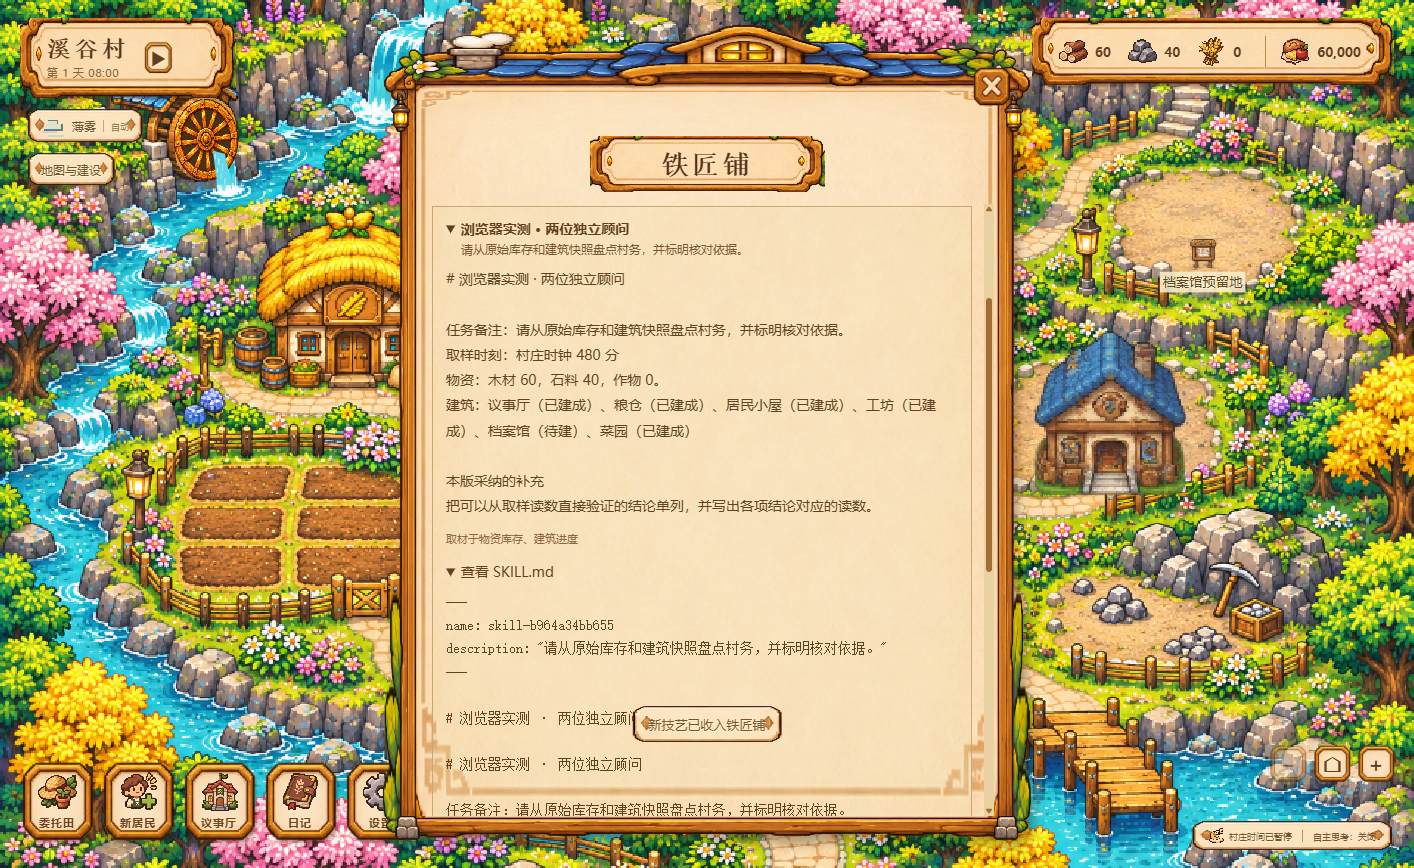 溪谷村
第 1 天 08:00
薄雾
自动
地图与建设
60
40
0
60,000
铁匠铺
▼ 浏览器实测 • 两位独立顾问
请从原始库存和建筑快照盘点村务，并标明核对依据。
# 浏览器实测 · 两位独立顾问
任务备注：请从原始库存和建筑快照盘点村务，并标明核对依据。
取样时刻：村庄时钟 480 分
物资：木材 60，石料 40，作物 0。
建筑：议事厅（已建成）、粮仓（已建成）、居民小屋（已建成）、工坊（已建
成）、档案馆（待建）、菜园（已建成）
本版采纳的补充
把可以从取样读数直接验证的结论单列，并写出各项结论对应的读数。
取材于物资库存、建筑进度
▼ 查看 SKILL.md
---
name: skill-b964a34bb655
description: "请从原始库存和建筑快照盘点村务，并标明核对依据。"
---
# 浏览器实测 · 两位独立顾问
新技艺已收入铁匠铺
# 浏览器实测 · 两位独立顾问
任务备注：请从原始库存和建筑快照盘点村务，并标明核对依据。
档案馆预留地
委托田
新居民
议事厅
日记
设置
村庄时间已暂停
自主思考：关闭